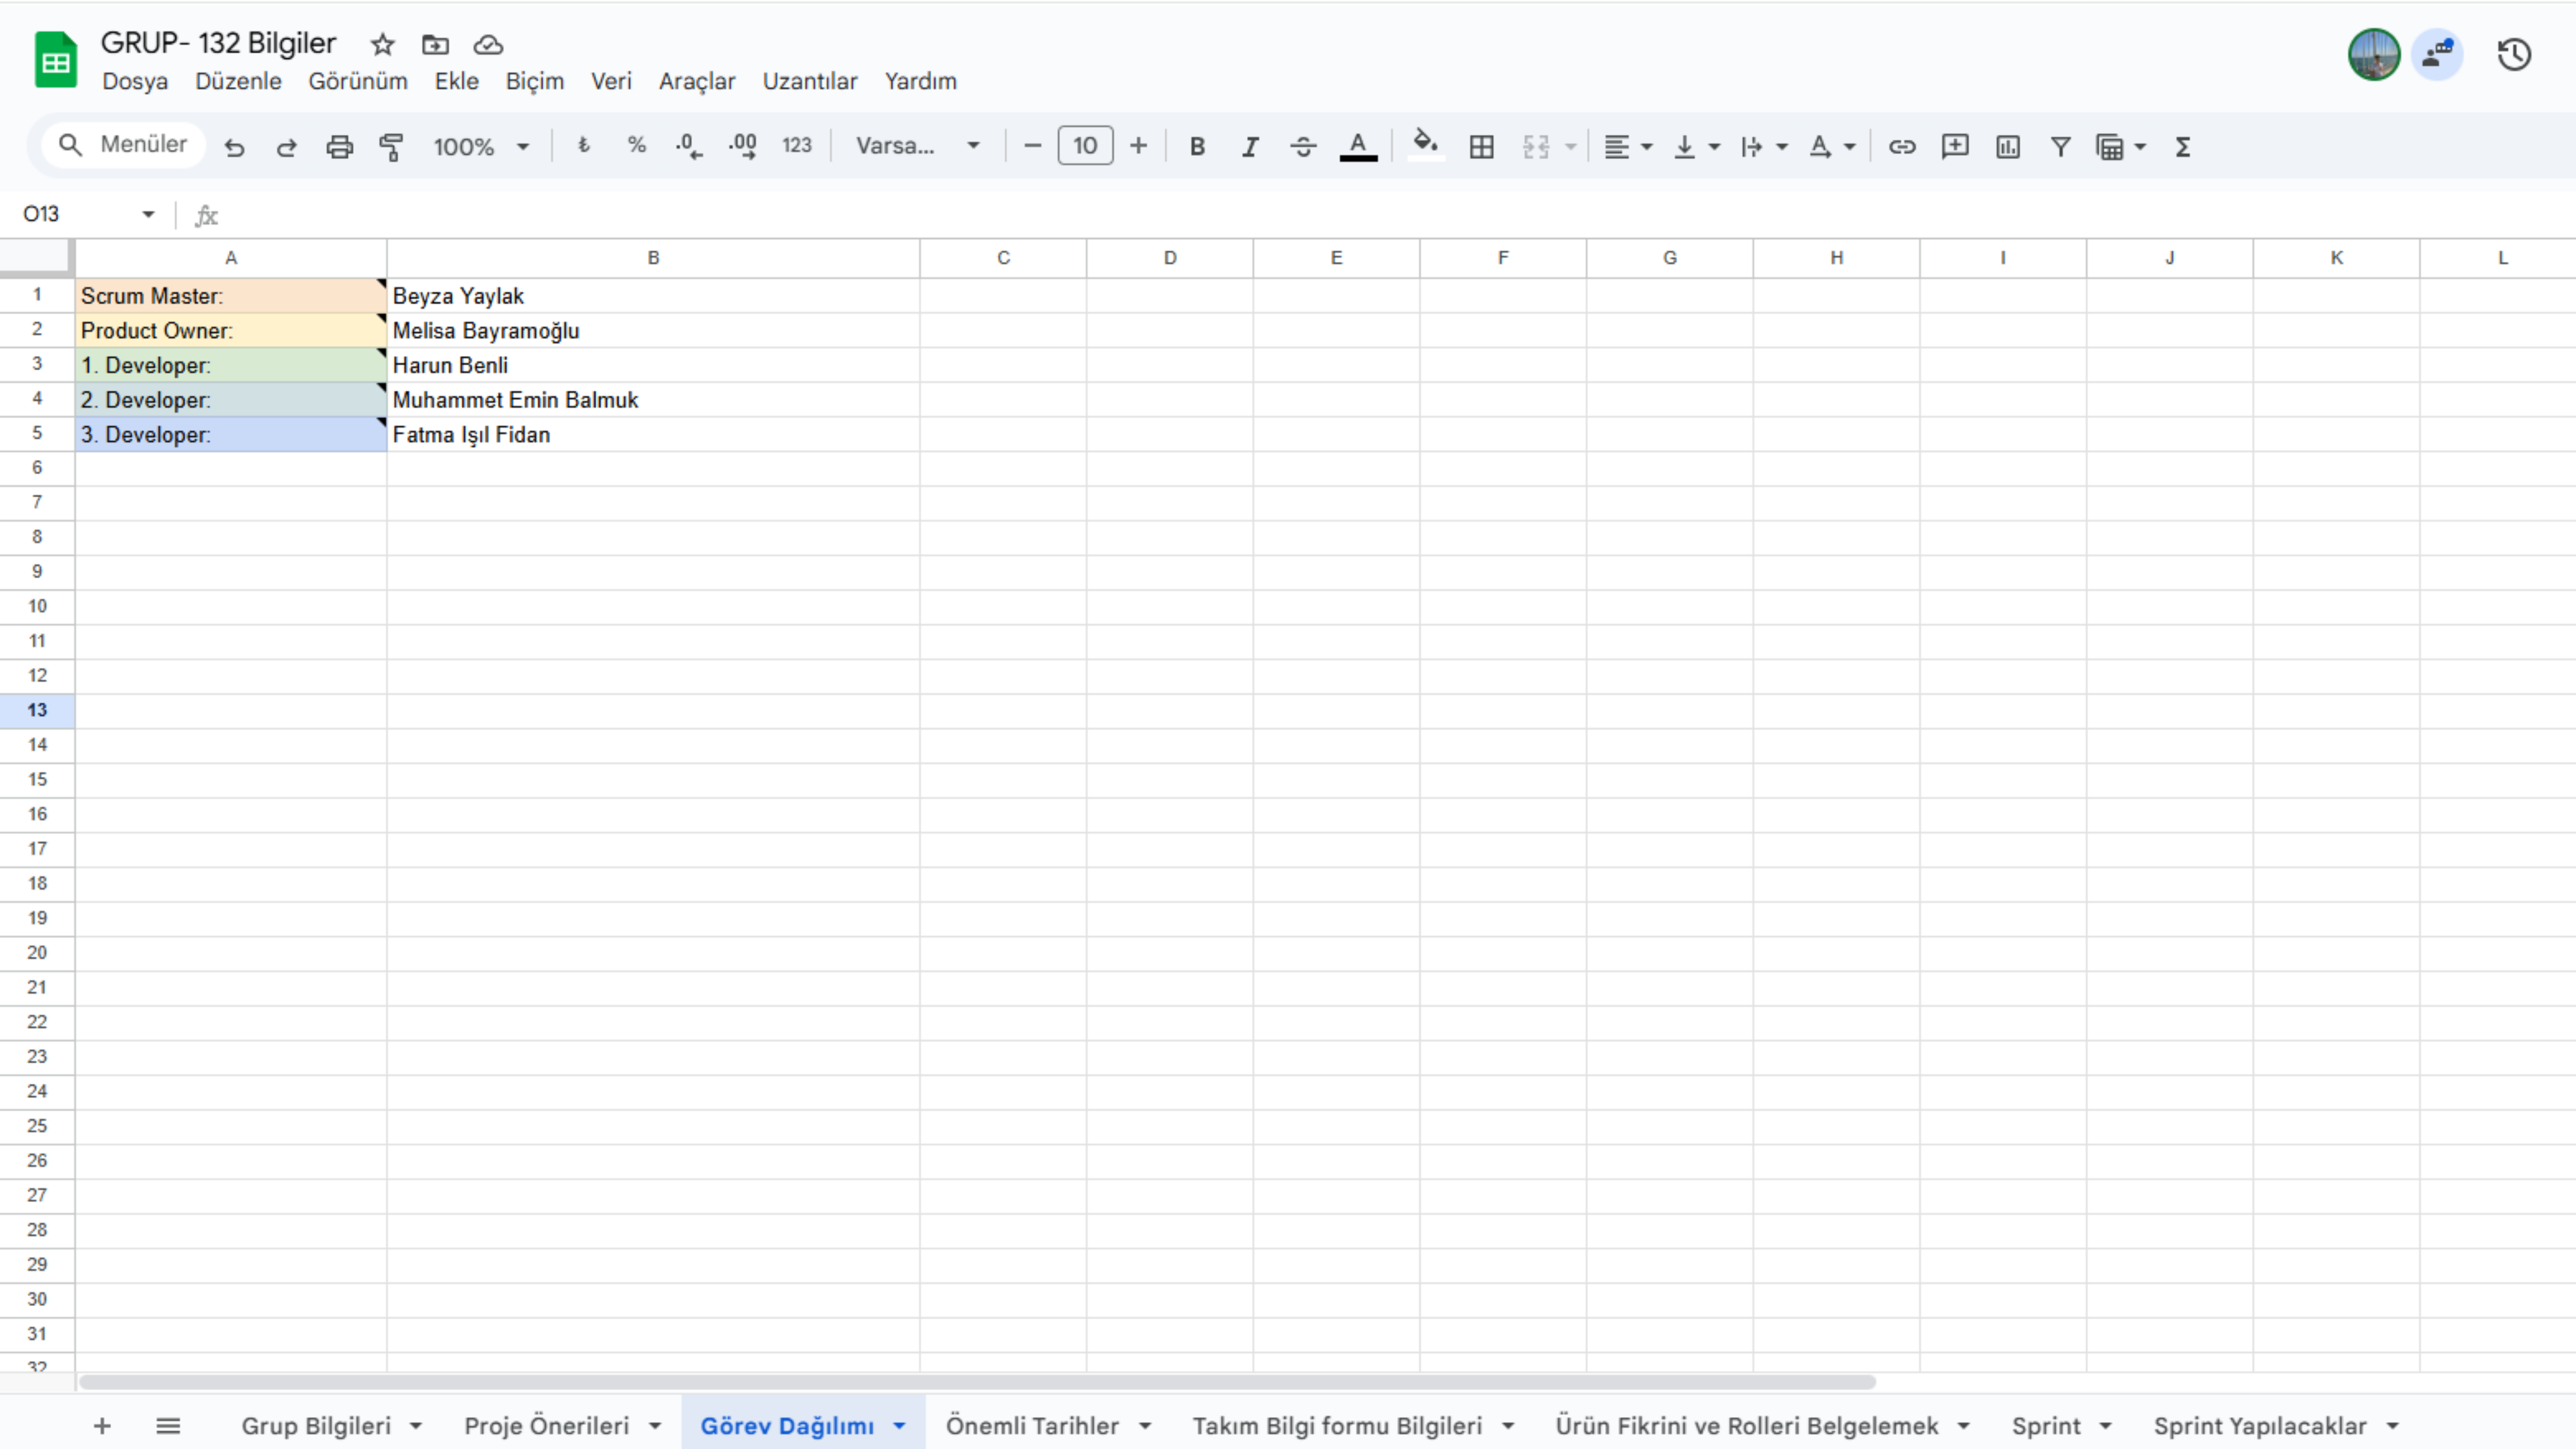 GRUP- 132 Bilgiler
Dosya Düzenle Görünüm Ekle Biçim Veri Araçlar Uzantılar Yardım
Menüler 100% ₺ % .0 .00 123 Varsa... 10 B I A A Σ
O13 fx
A B C D E F G H I J K L
1 Scrum Master: Beyza Yaylak
2 Product Owner: Melisa Bayramoğlu
3 1. Developer: Harun Benli
4 2. Developer: Muhammet Emin Balmuk
5 3. Developer: Fatma Işıl Fidan
6
7
8
9
10
11
12
13
14
15
16
17
18
19
20
21
22
23
24
25
26
27
28
29
30
31
32
Grup Bilgileri Proje Önerileri Görev Dağılımı Önemli Tarihler Takım Bilgi formu Bilgileri Ürün Fikrini ve Rolleri Belgelemek Sprint Sprint Yapılacaklar